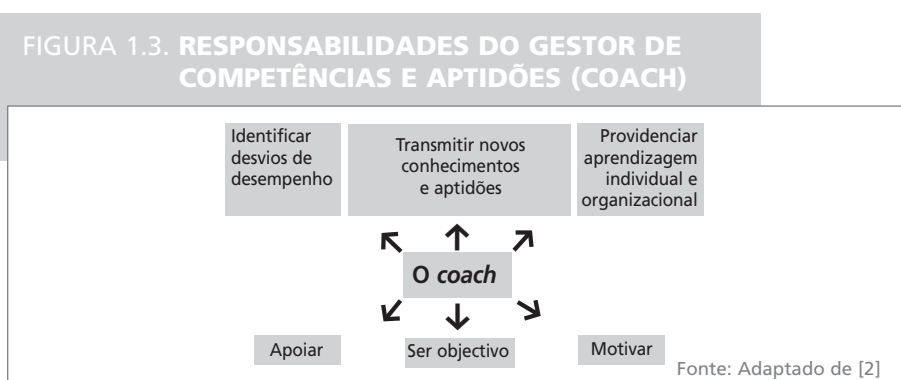 FIGURA 1.3. RESPONSABILIDADES DO GESTOR DE
COMPETÊNCIAS E APTIDÕES (COACH)
Identificar
desvios de
desempenho
Transmitir novos
conhecimentos
e aptidões
Providenciar
aprendizagem
individual e
organizacional
O coach
Apoiar
Ser objectivo
Motivar
Fonte: Adaptado de [2]